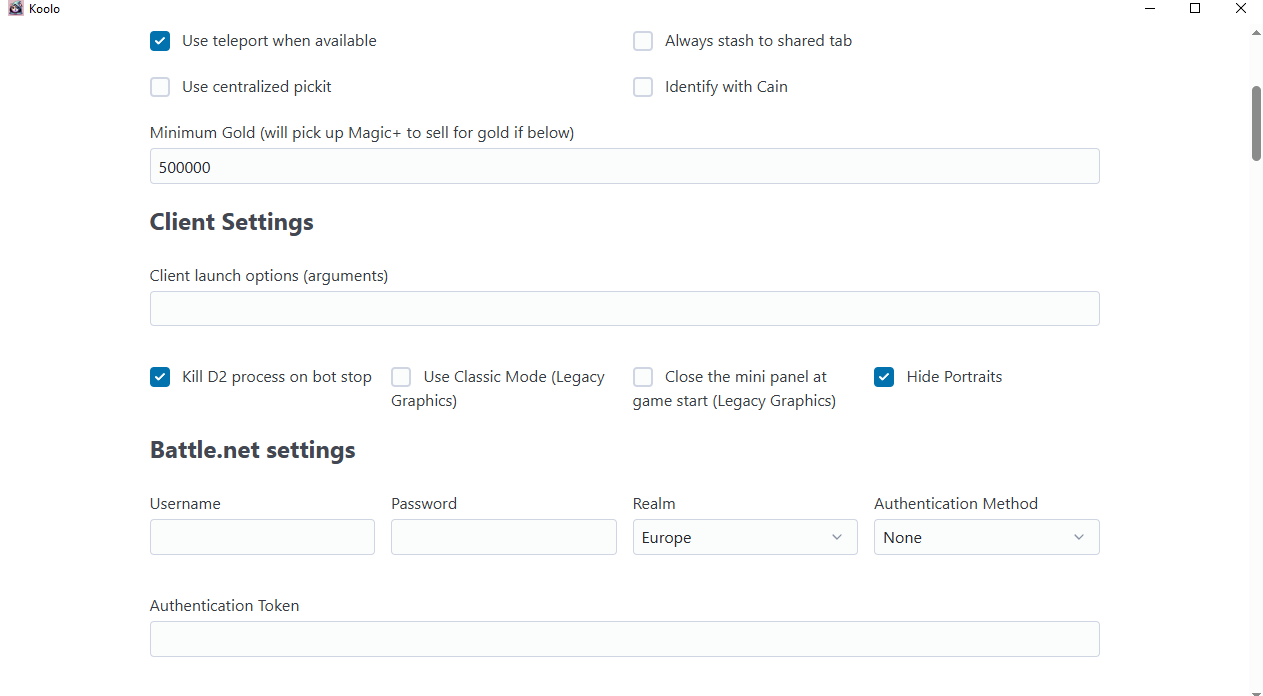 Koolo
Use teleport when available
Always stash to shared tab
Use centralized pickit
Identify with Cain
Minimum Gold (will pick up Magic+ to sell for gold if below)
500000
Client Settings
Client launch options (arguments)
Kill D2 process on bot stop
Use Classic Mode (Legacy
Graphics)
Close the mini panel at
game start (Legacy Graphics)
Hide Portraits
Battle.net settings
Username
Password
Realm
Authentication Method
Europe
None
Authentication Token